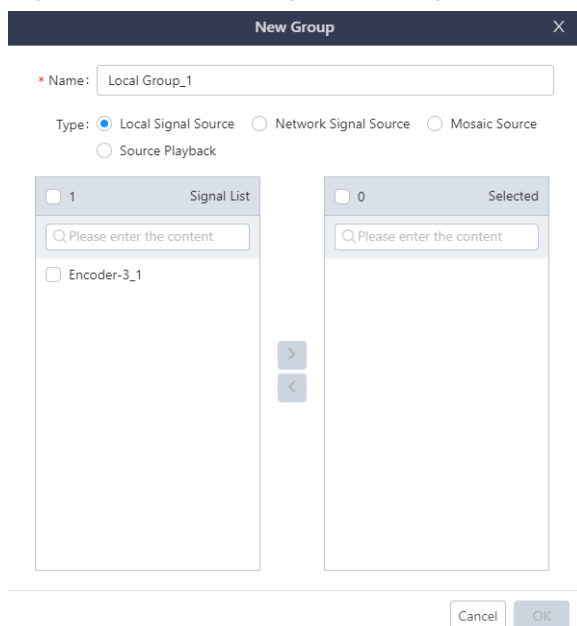 New Group X
* Name: Local Group_1
Type: Local Signal Source Network Signal Source Mosaic Source
Source Playback
1 Signal List
0 Selected
Please enter the content
Please enter the content
Encoder-3_1
>
<
Cancel OK